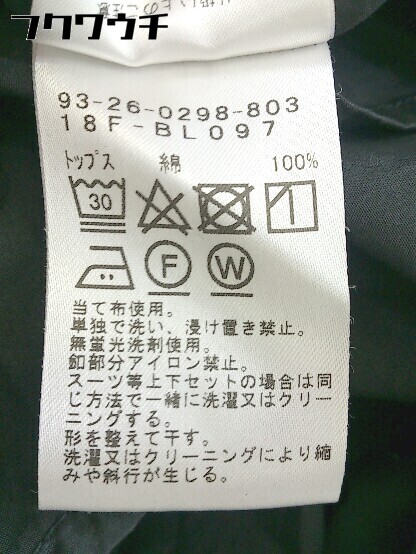 フクワウチ
93-26-0298-803
18F-BL097
トップス 綿 100%
30
F W
当て布使用。
単独で洗い、浸け置き禁止。
無蛍光洗剤使用。
釦部分アイロン禁止。
スーツ等上下セットの場合は同
じ方法で一緒に洗濯又はクリー
ニングする。
形を整えて干す。
洗濯又はクリーニングにより縮
みや斜行が生じる。